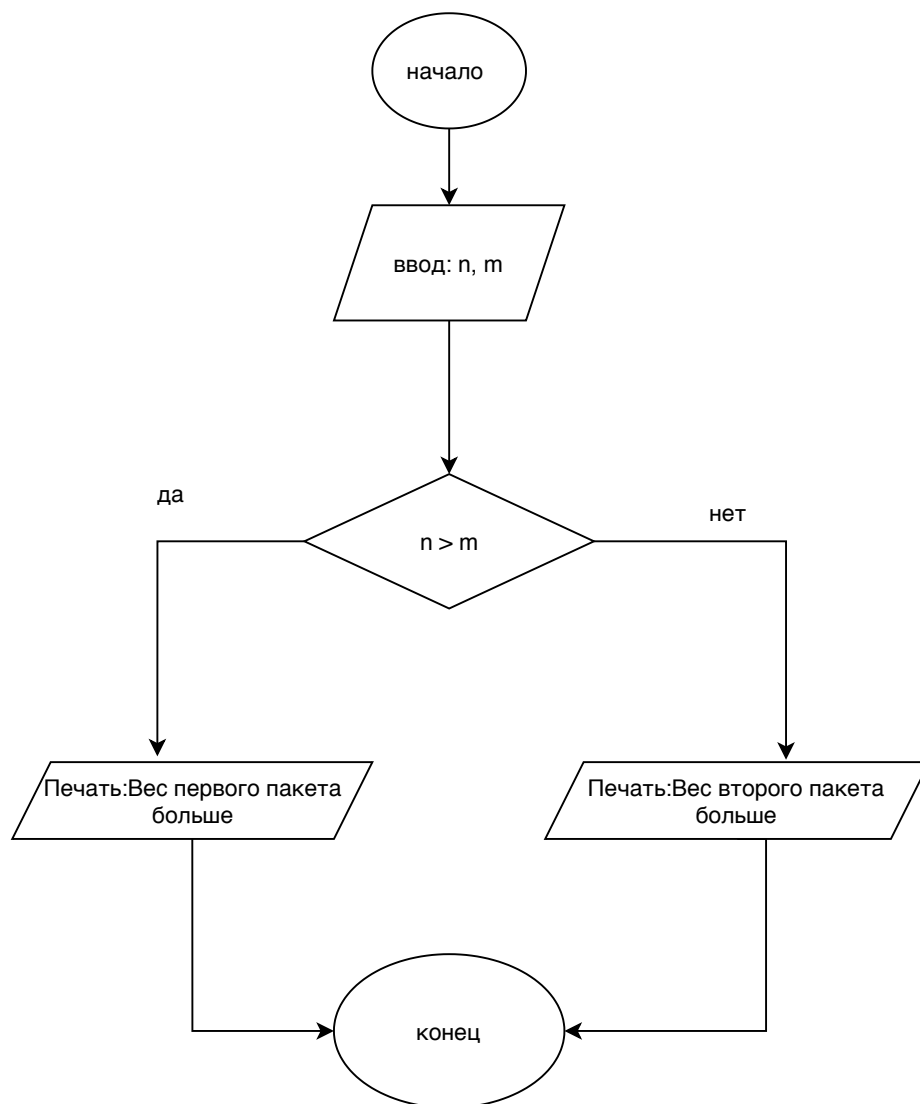 начало
ввод: n, m
да
нет
n > m
Печать:Вес первого пакета
больше
Печать:Вес второго пакета
больше
конец